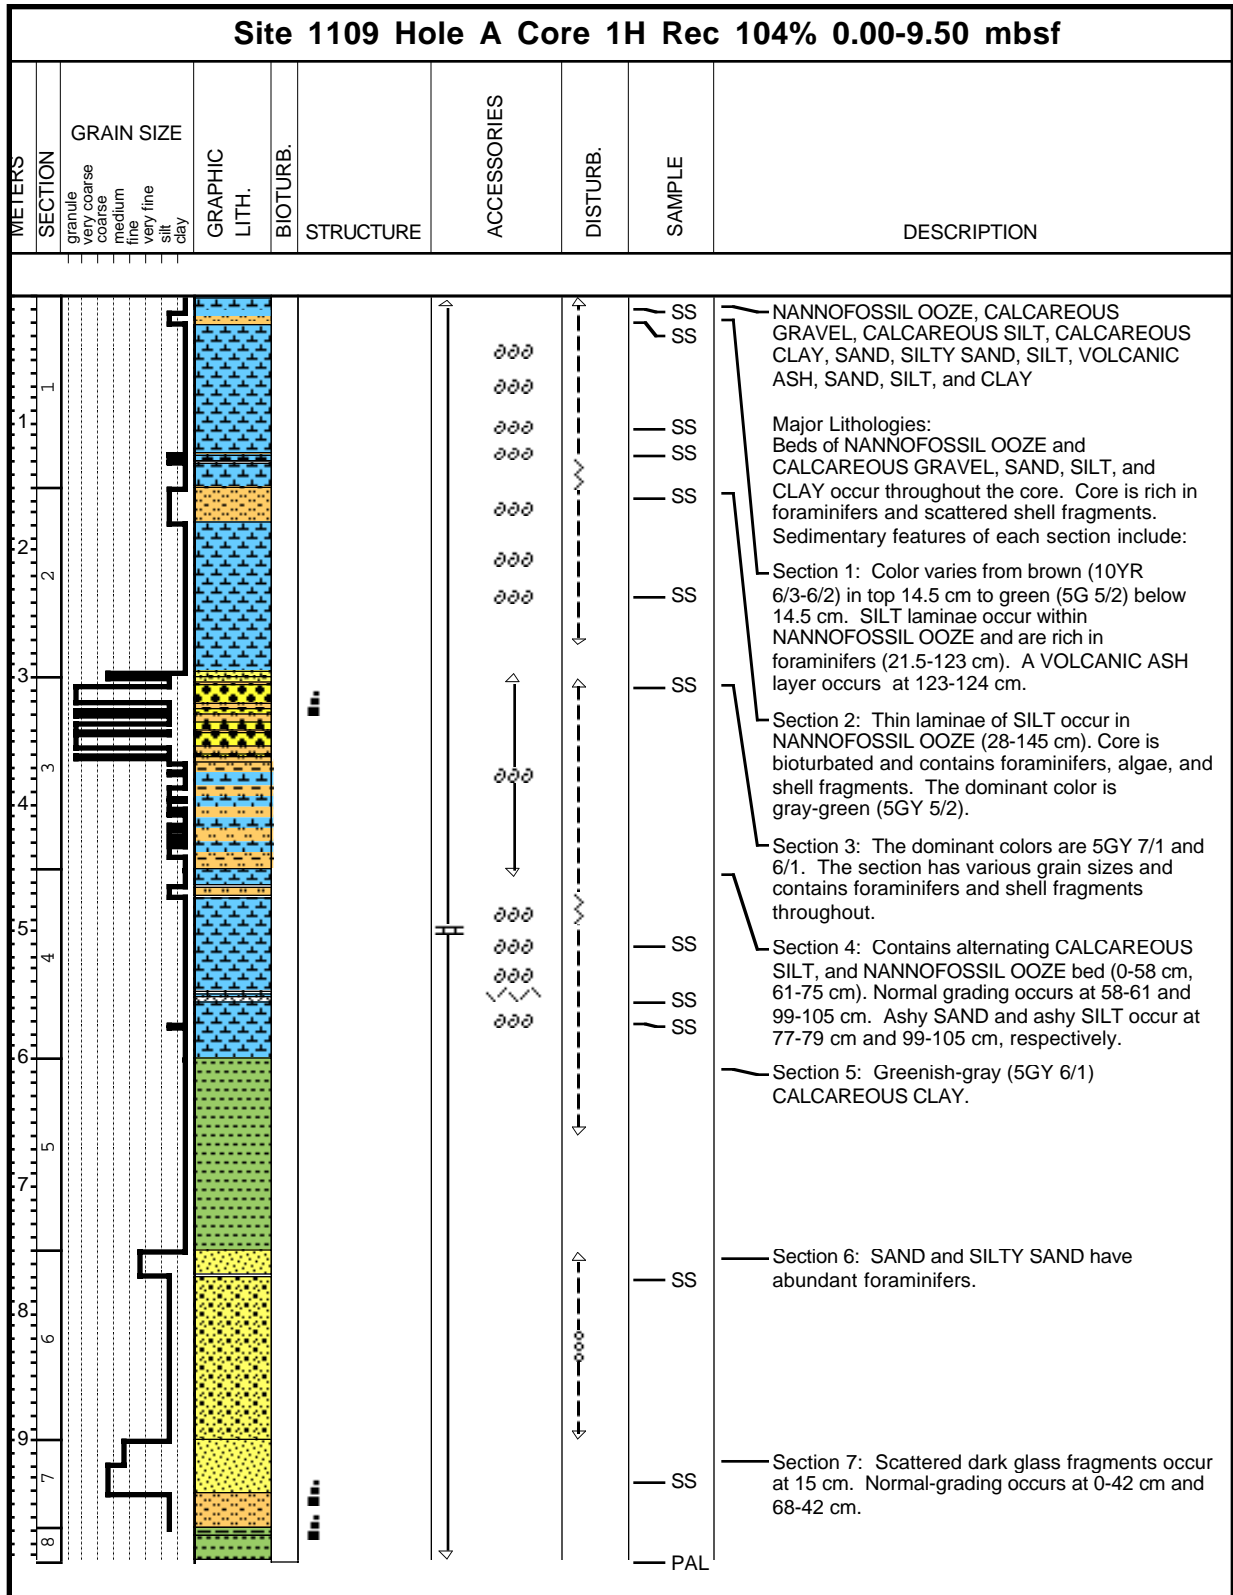 Site 1109 Hole A Core 1H Rec 104% 0.00-9.50 mbsf
METERS
SECTION
GRAIN SIZE
granule
very coarse
coarse
medium
fine
very fine
silt
clay
GRAPHIC
LITH.
BIOTURB.
STRUCTURE
ACCESSORIES
DISTURB.
SAMPLE
DESCRIPTION
1
2
3
4
5
6
7
8
9
1
2
3
4
5
6
7
8
SS
SS
SS
SS
SS
SS
SS
SS
SS
SS
SS
SS
PAL
NANNOFOSSIL OOZE, CALCAREOUS
GRAVEL, CALCAREOUS SILT, CALCAREOUS
CLAY, SAND, SILTY SAND, SILT, VOLCANIC
ASH, SAND, SILT, and CLAY
Major Lithologies:
Beds of NANNOFOSSIL OOZE and
CALCAREOUS GRAVEL, SAND, SILT, and
CLAY occur throughout the core. Core is rich in
foraminifers and scattered shell fragments.
Sedimentary features of each section include:
Section 1: Color varies from brown (10YR
6/3-6/2) in top 14.5 cm to green (5G 5/2) below
14.5 cm. SILT laminae occur within
NANNOFOSSIL OOZE and are rich in
foraminifers (21.5-123 cm). A VOLCANIC ASH
layer occurs at 123-124 cm.
Section 2: Thin laminae of SILT occur in
NANNOFOSSIL OOZE (28-145 cm). Core is
bioturbated and contains foraminifers, algae, and
shell fragments. The dominant color is
gray-green (5GY 5/2).
Section 3: The dominant colors are 5GY 7/1 and
6/1. The section has various grain sizes and
contains foraminifers and shell fragments
throughout.
Section 4: Contains alternating CALCAREOUS
SILT, and NANNOFOSSIL OOZE bed (0-58 cm,
61-75 cm). Normal grading occurs at 58-61 and
99-105 cm. Ashy SAND and ashy SILT occur at
77-79 cm and 99-105 cm, respectively.
Section 5: Greenish-gray (5GY 6/1)
CALCAREOUS CLAY.
Section 6: SAND and SILTY SAND have
abundant foraminifers.
Section 7: Scattered dark glass fragments occur
at 15 cm. Normal-grading occurs at 0-42 cm and
68-42 cm.